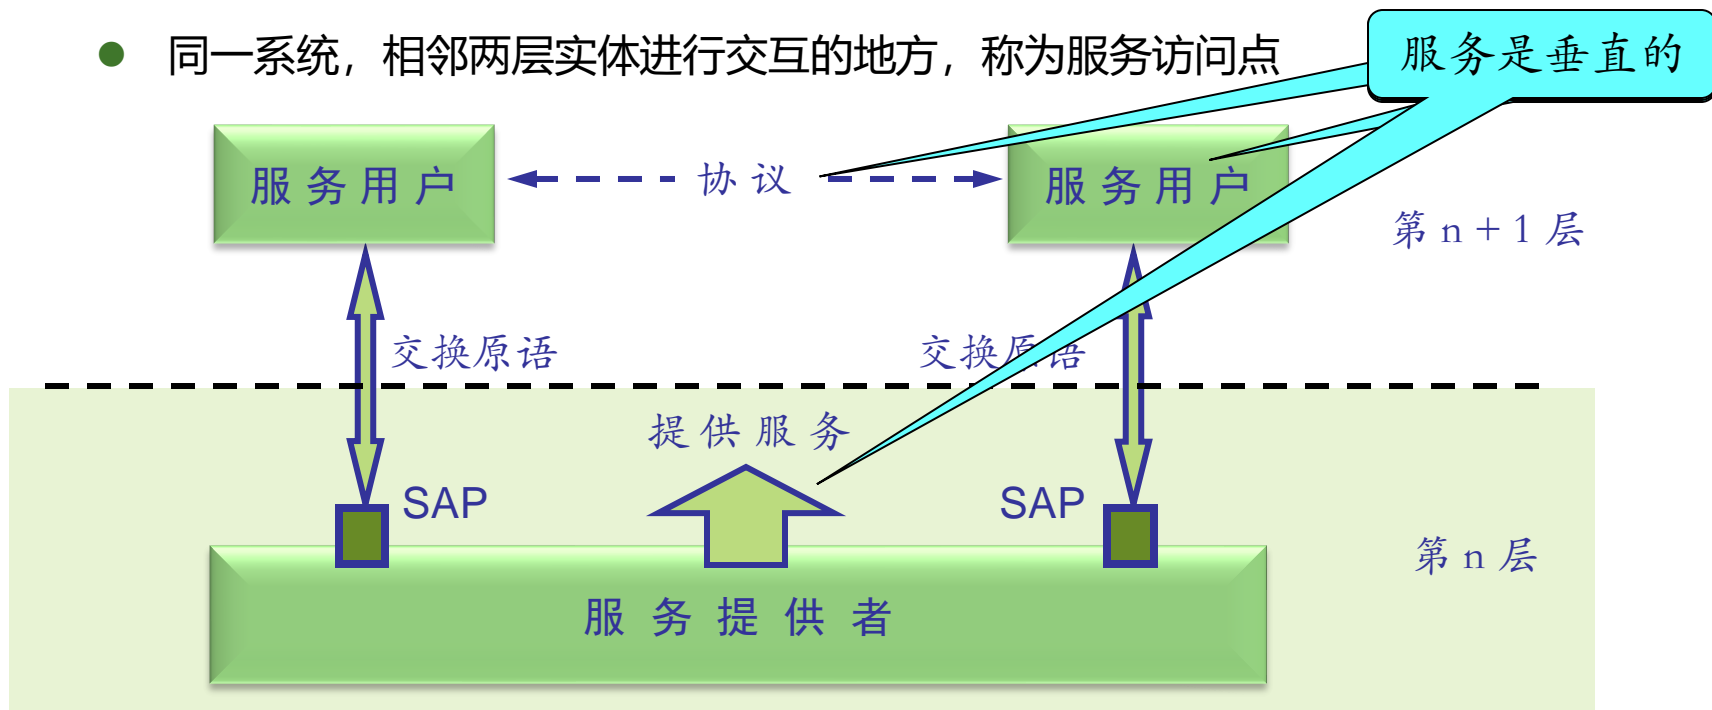 同一系统，相邻两层实体进行交互的地方，称为服务访问点
服务是垂直的
服务用户
协议
服务用户
第 n + 1 层
交换原语
交换原语
提供服务
SAP
SAP
第 n 层
服务提供者